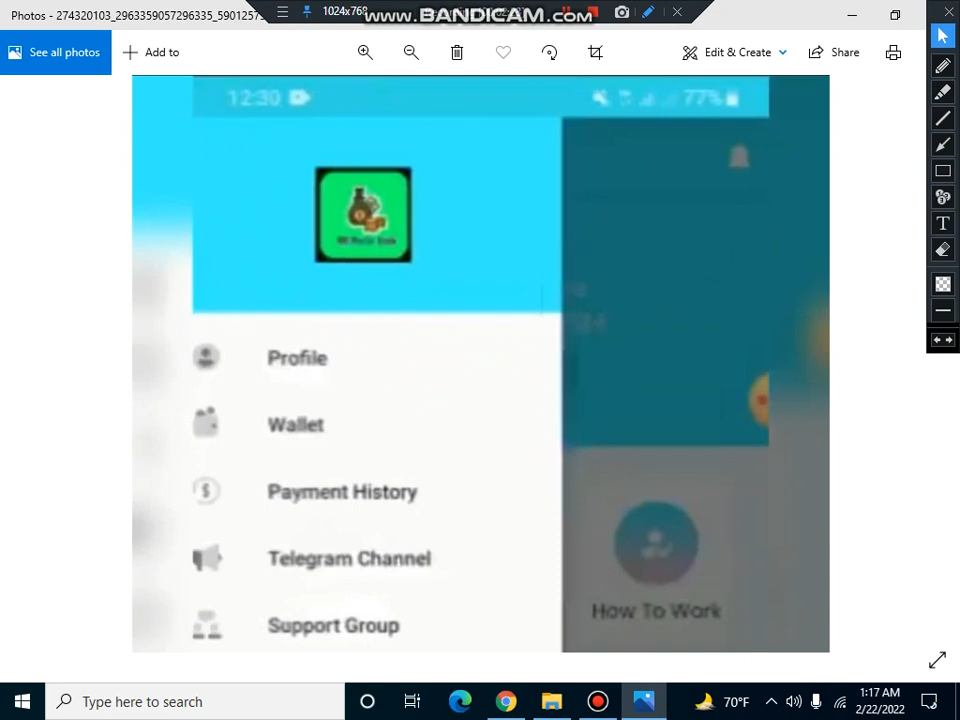 Photos - 274320103_2963359057296335_590125
1024x768
www.BANDICAM.com
See all photos
Add to
Edit & Create
Share
12:30
77%
Profile
Wallet
Payment History
Telegram Channel
Support Group
How To Work
T
Type here to search
70°F
1:17 AM
2/22/2022